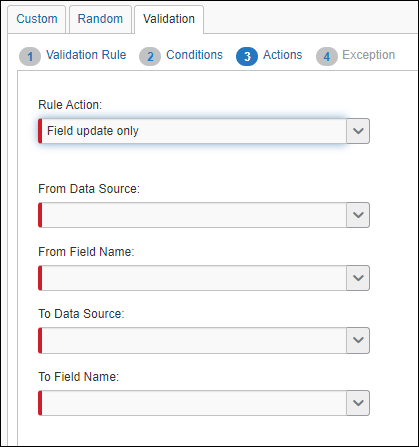 Custom Random Validation
1 Validation Rule 2 Conditions 3 Actions 4 Exception
Rule Action:
Field update only
From Data Source:
From Field Name:
To Data Source:
To Field Name: